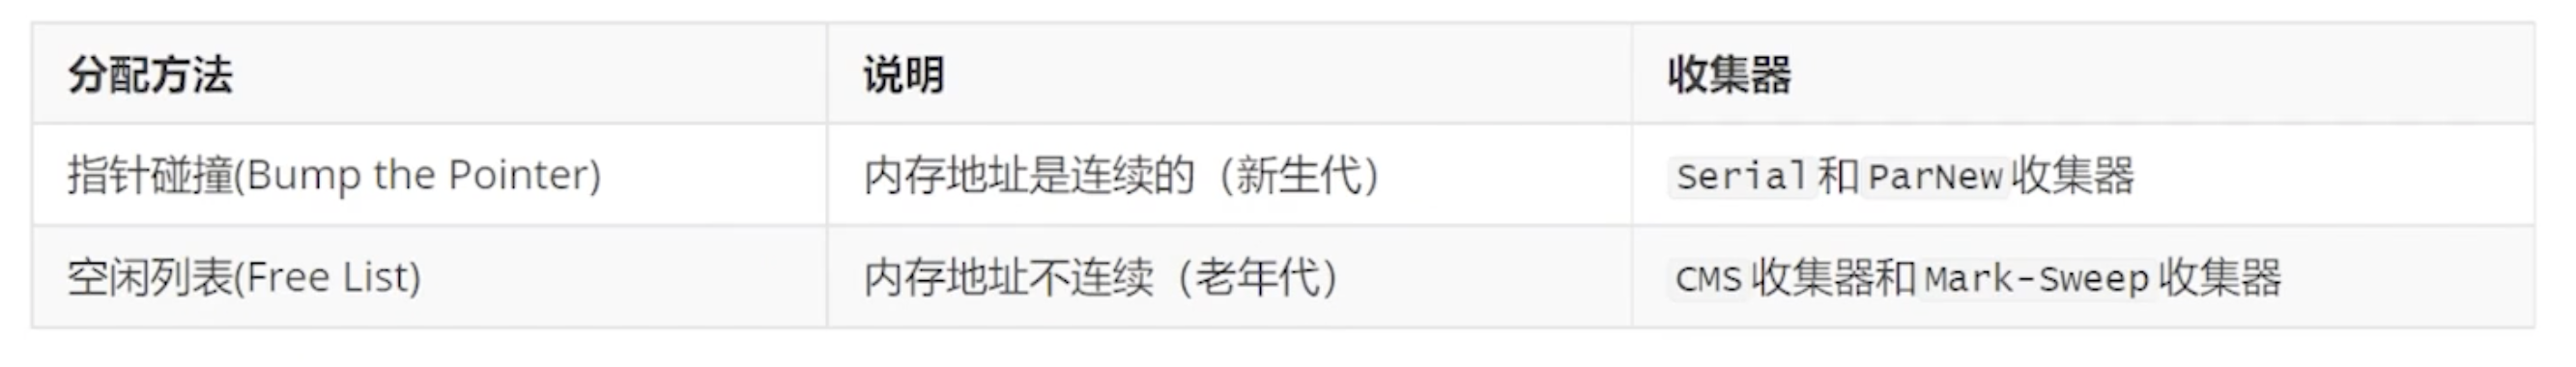 分配方法 说明 收集器
指针碰撞(Bump the Pointer) 内存地址是连续的（新生代） Serial和ParNew收集器
空闲列表(Free List) 内存地址不连续（老年代） CMS收集器和Mark-Sweep收集器